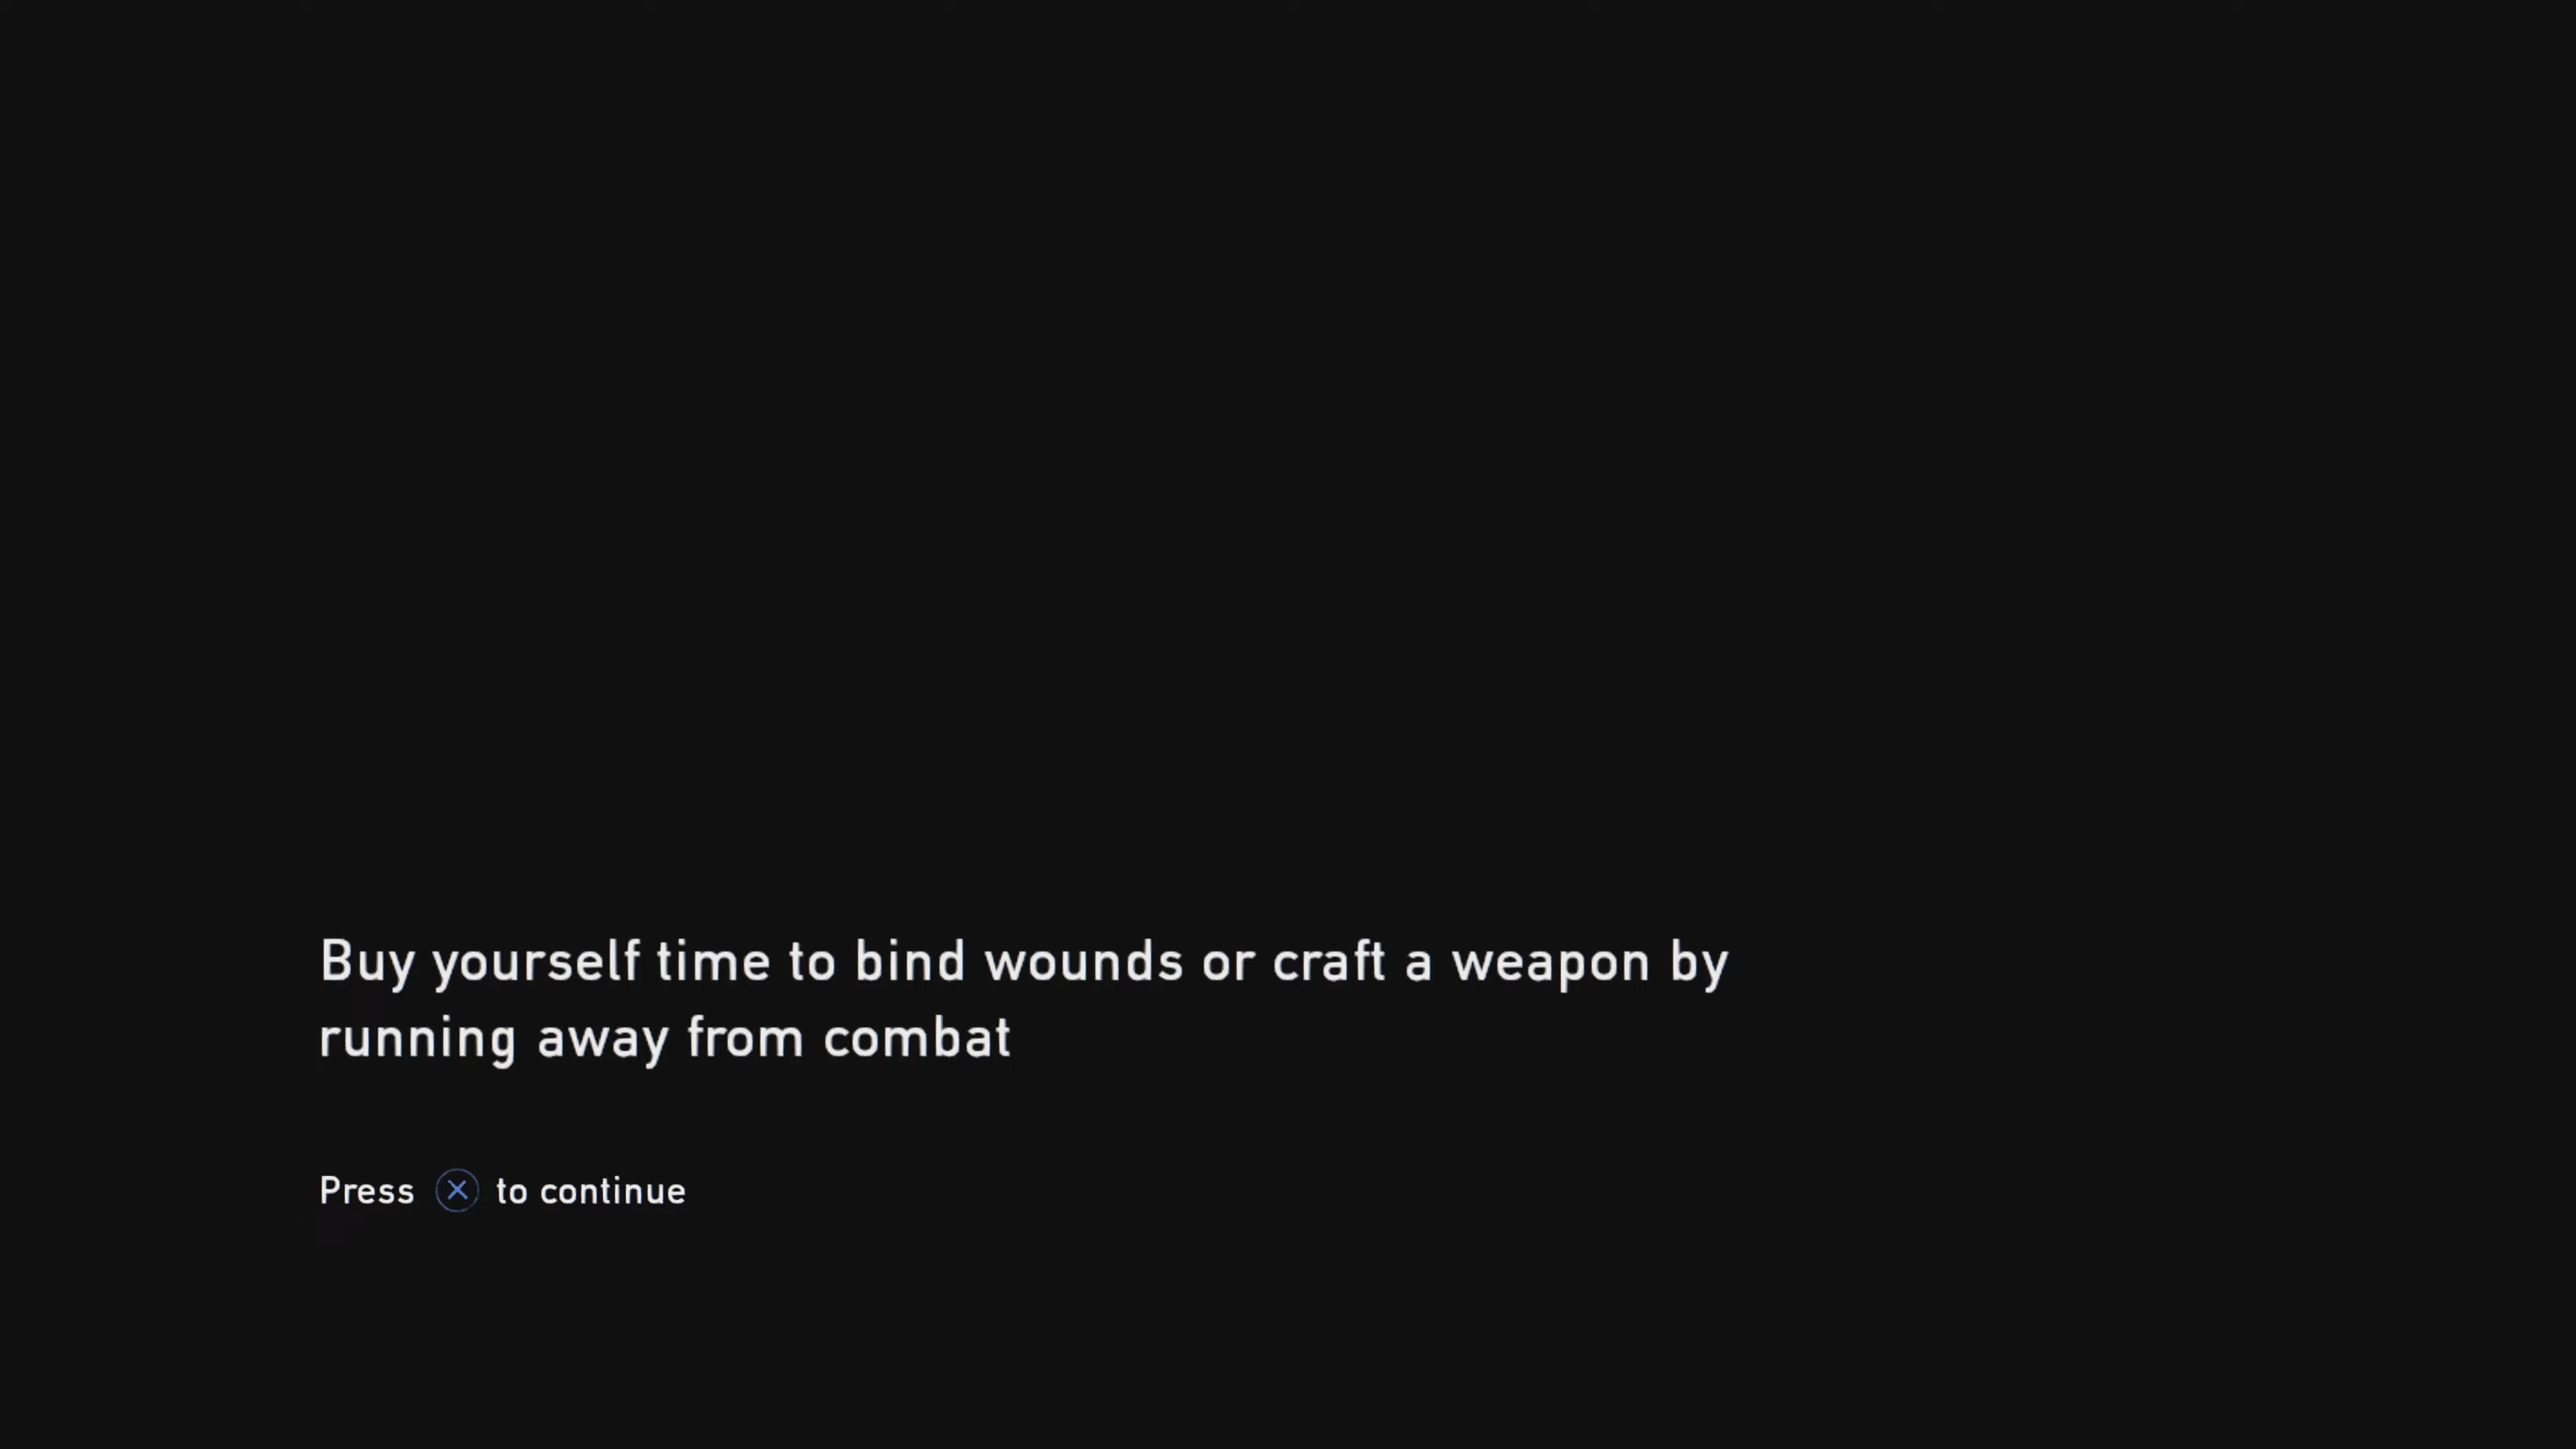 Buy yourself time to bind wounds or craft a weapon by
running away from combat
Press ⓧ to continue